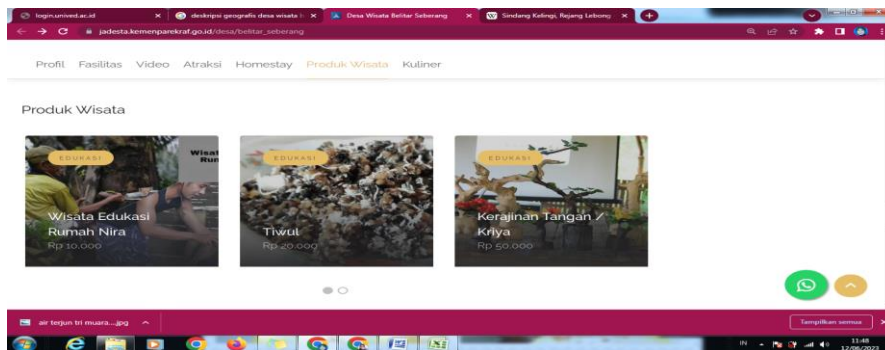 login.unived.ac.id
deskripsi geografis desa wisata b
Desa Wisata Belitar Seberang
Sindang Kelingi, Rejang Lebong
jadesta.kemenparekraf.go.id/desa/belitar_seberang
Profil Fasilitas Video Atraksi Homestay Produk Wisata Kuliner
Produk Wisata
EDUKASI
Wisata Edukasi
Rumah Nira
Rp 10.000
EDUKASI
Tiwul
Rp 20.000
EDUKASI
Kerajinan Tangan /
Kriya
Rp 50.000
air terjun tri muara....jpg
Tampilkan semua
IN
11:48
12/06/2023